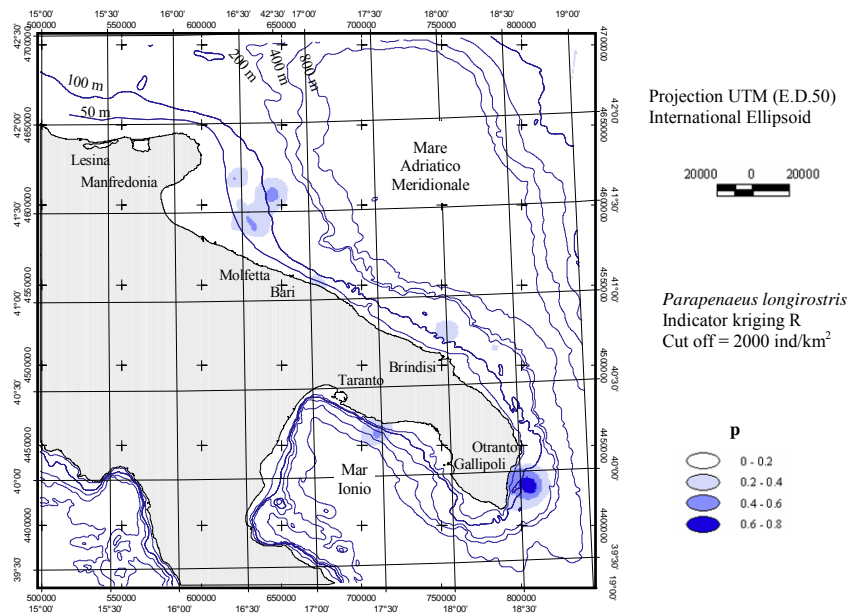 15°00' 15°30' 16°00' 16°30' 42°30' 17°00' 17°30' 18°00' 18°30' 19°00'
500000 550000 600000 650000 700000 750000 800000
42°30'
4700000
42°00'
4650000
41°30'
4600000
41°00'
4550000
4500000
40°30'
4450000
40°00'
4400000
39°30'
100 m
50 m
200 m
400 m
800 m
Lesina
Manfredonia
Mare
Adriatico
Meridionale
Molfetta
Bari
Brindisi
Taranto
Otranto
Gallipoli
Mar
Ionio
4700000
42°00'
4650000
41°30'
4600000
41°00'
4550000
4500000
40°30'
4450000
40°00'
4400000
39°30'
19°00'
500000 550000 600000 650000 700000 750000 800000
15°00' 15°30' 16°00' 16°30' 17°00' 17°30' 18°00' 18°30'
Projection UTM (E.D.50)
International Ellipsoid
20000 0 20000
Parapenaeus longirostris
Indicator kriging R
Cut off = 2000 ind/km²
p
0 - 0.2
0.2 - 0.4
0.4 - 0.6
0.6 - 0.8